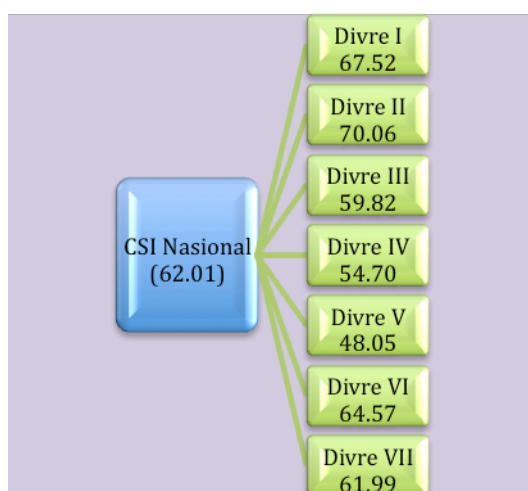 Divre I
67.52
Divre II
70.06
Divre III
59.82
CSI Nasional
(62.01)
Divre IV
54.70
Divre V
48.05
Divre VI
64.57
Divre VII
61.99